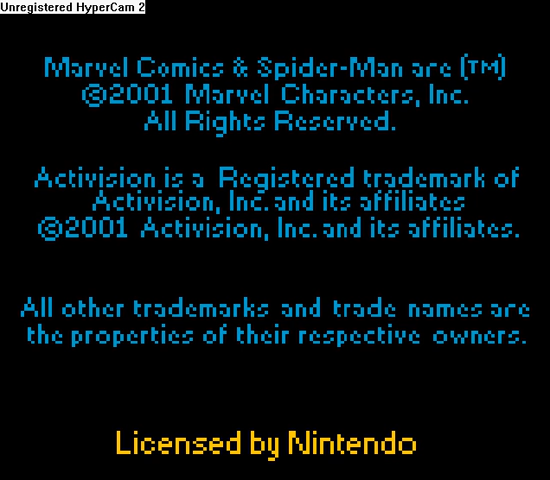 Unregistered HyperCam 2
Marvel Comics & Spider-Man are (TM)
©2001 Marvel Characters, Inc.
All Rights Reserved.
Activision is a Registered trademark of
Activision, Inc. and its affiliates
©2001 Activision, Inc. and its affiliates.
All other trademarks and trade names are
the properties of their respective owners.
Licensed by Nintendo